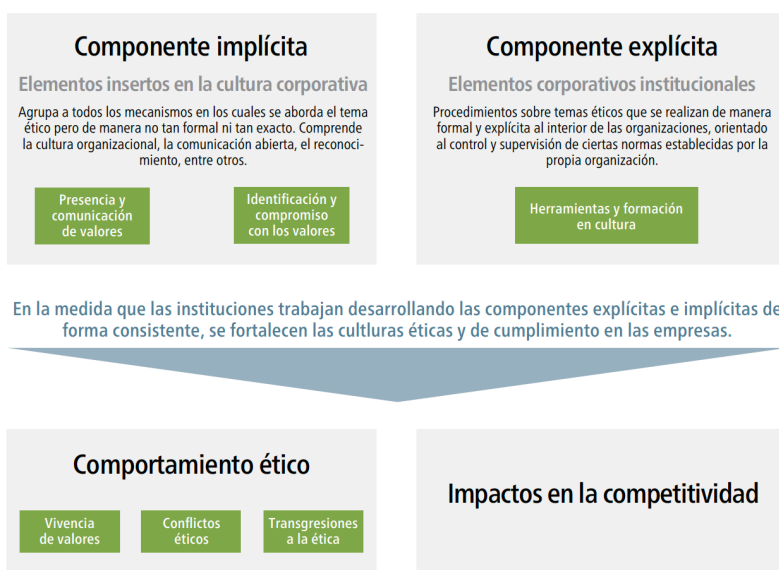 Componente implícita
Elementos insertos en la cultura corporativa
Agrupa a todos los mecanismos en los cuales se aborda el tema
ético pero de manera no tan formal ni tan exacto. Comprende
la cultura organizacional, la comunicación abierta, el reconoci-
miento, entre otros.
Presencia y
comunicación
de valores
Identificación y
compromiso
con los valores
Componente explícita
Elementos corporativos institucionales
Procedimientos sobre temas éticos que se realizan de manera
formal y explícita al interior de las organizaciones, orientado
al control y supervisión de ciertas normas establecidas por la
propia organización.
Herramientas y formación
en cultura
En la medida que las instituciones trabajan desarrollando las componentes explícitas e implícitas de
forma consistente, se fortalecen las cultluras éticas y de cumplimiento en las empresas.
Comportamiento ético
Vivencia
de valores
Conflictos
éticos
Transgresiones
a la ética
Impactos en la competitividad